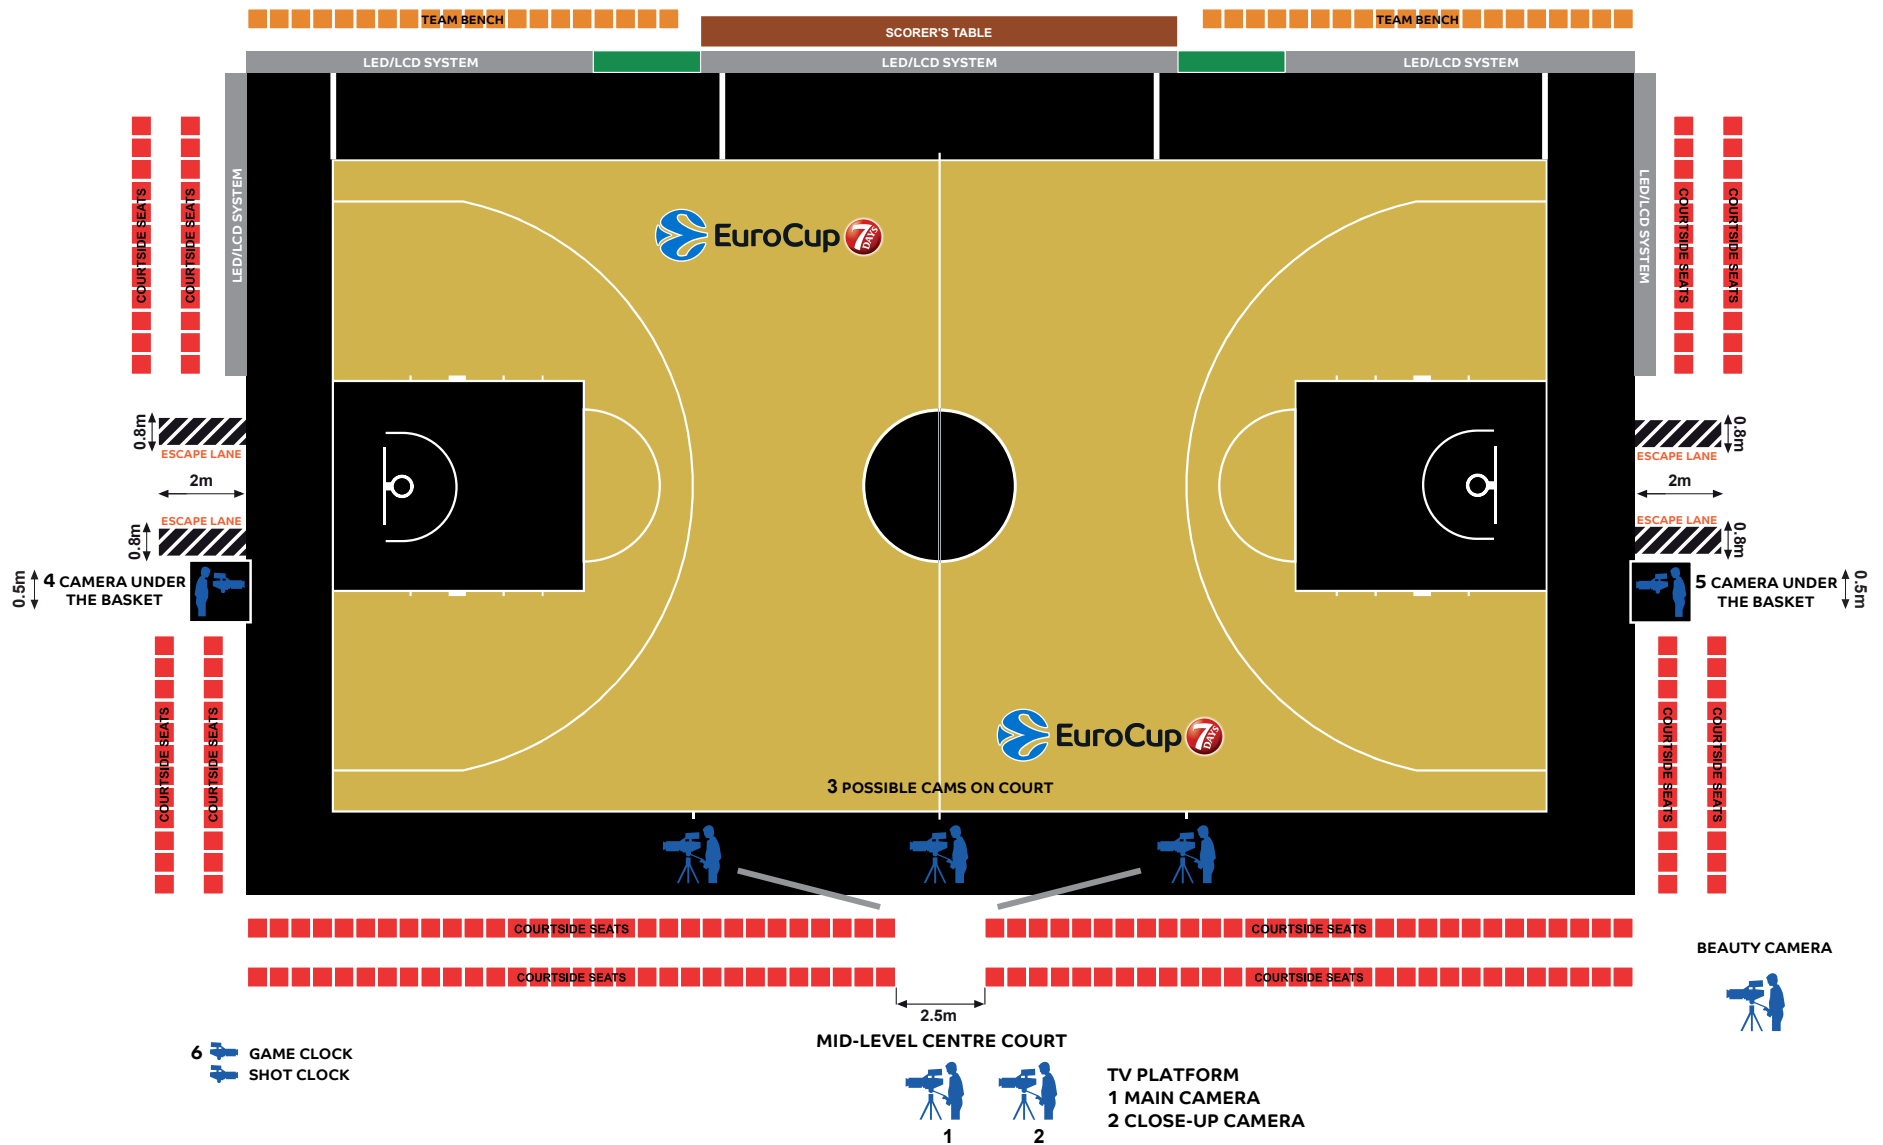 TEAM BENCH
TEAM BENCH
SCORER'S TABLE
LED/LCD SYSTEM
LED/LCD SYSTEM
LED/LCD SYSTEM
COURTSIDE SEATS
COURTSIDE SEATS
LED/LCD SYSTEM
LED/LCD SYSTEM
COURTSIDE SEATS
COURTSIDE SEATS
EuroCup 7DAYS
0.8m
ESCAPE LANE
2m
ESCAPE LANE
0.8m
0.8m
ESCAPE LANE
2m
ESCAPE LANE
0.8m
0.5m
4 CAMERA UNDER
THE BASKET
5 CAMERA UNDER
THE BASKET
0.5m
COURTSIDE SEATS
COURTSIDE SEATS
EuroCup 7DAYS
COURTSIDE SEATS
COURTSIDE SEATS
3 POSSIBLE CAMS ON COURT
COURTSIDE SEATS
COURTSIDE SEATS
COURTSIDE SEATS
COURTSIDE SEATS
BEAUTY CAMERA
2.5m
MID-LEVEL CENTRE COURT
6 GAME CLOCK
SHOT CLOCK
TV PLATFORM
1 MAIN CAMERA
2 CLOSE-UP CAMERA
1
2